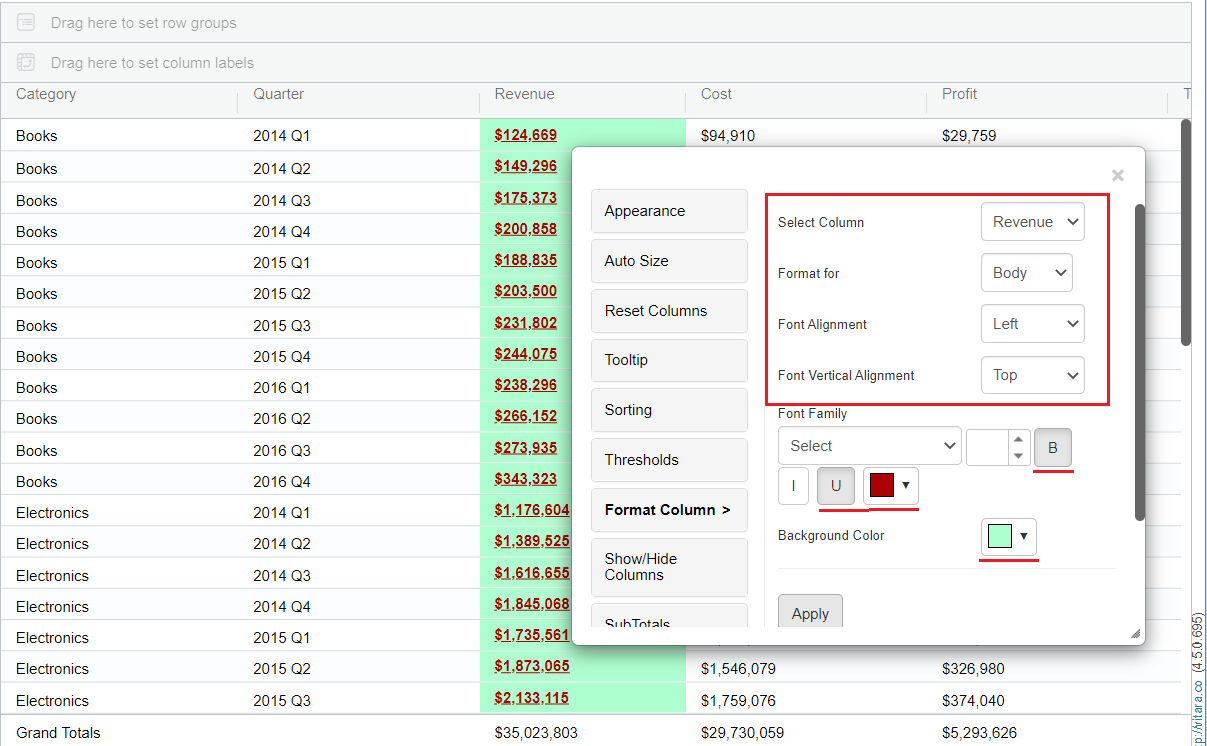 Drag here to set row groups
Drag here to set column labels
Category Quarter Revenue Cost Profit T
Books 2014 Q1 $124,669 $94,910 $29,759
Books 2014 Q2 $149,296
Books 2014 Q3 $175,373
Books 2014 Q4 $200,858
Books 2015 Q1 $188,835
Books 2015 Q2 $203,500
Books 2015 Q3 $231,802
Books 2015 Q4 $244,075
Books 2016 Q1 $238,296
Books 2016 Q2 $266,152
Books 2016 Q3 $273,935
Books 2016 Q4 $343,323
Electronics 2014 Q1 $1,176,604
Electronics 2014 Q2 $1,389,525
Electronics 2014 Q3 $1,616,655
Electronics 2014 Q4 $1,845,068
Electronics 2015 Q1 $1,735,561
Electronics 2015 Q2 $1,873,065 $1,546,079 $326,980
Electronics 2015 Q3 $2,133,115 $1,759,076 $374,040
Grand Totals $35,023,803 $29,730,059 $5,293,626
×
Appearance
Auto Size
Reset Columns
Tooltip
Sorting
Thresholds
Format Column >
Show/Hide
Columns
SubTotals
Select Column Revenue
Format for Body
Font Alignment Left
Font Vertical Alignment Top
Font Family
Select B
I U
Background Color
Apply
p://ritara.co (4.5.0.695)